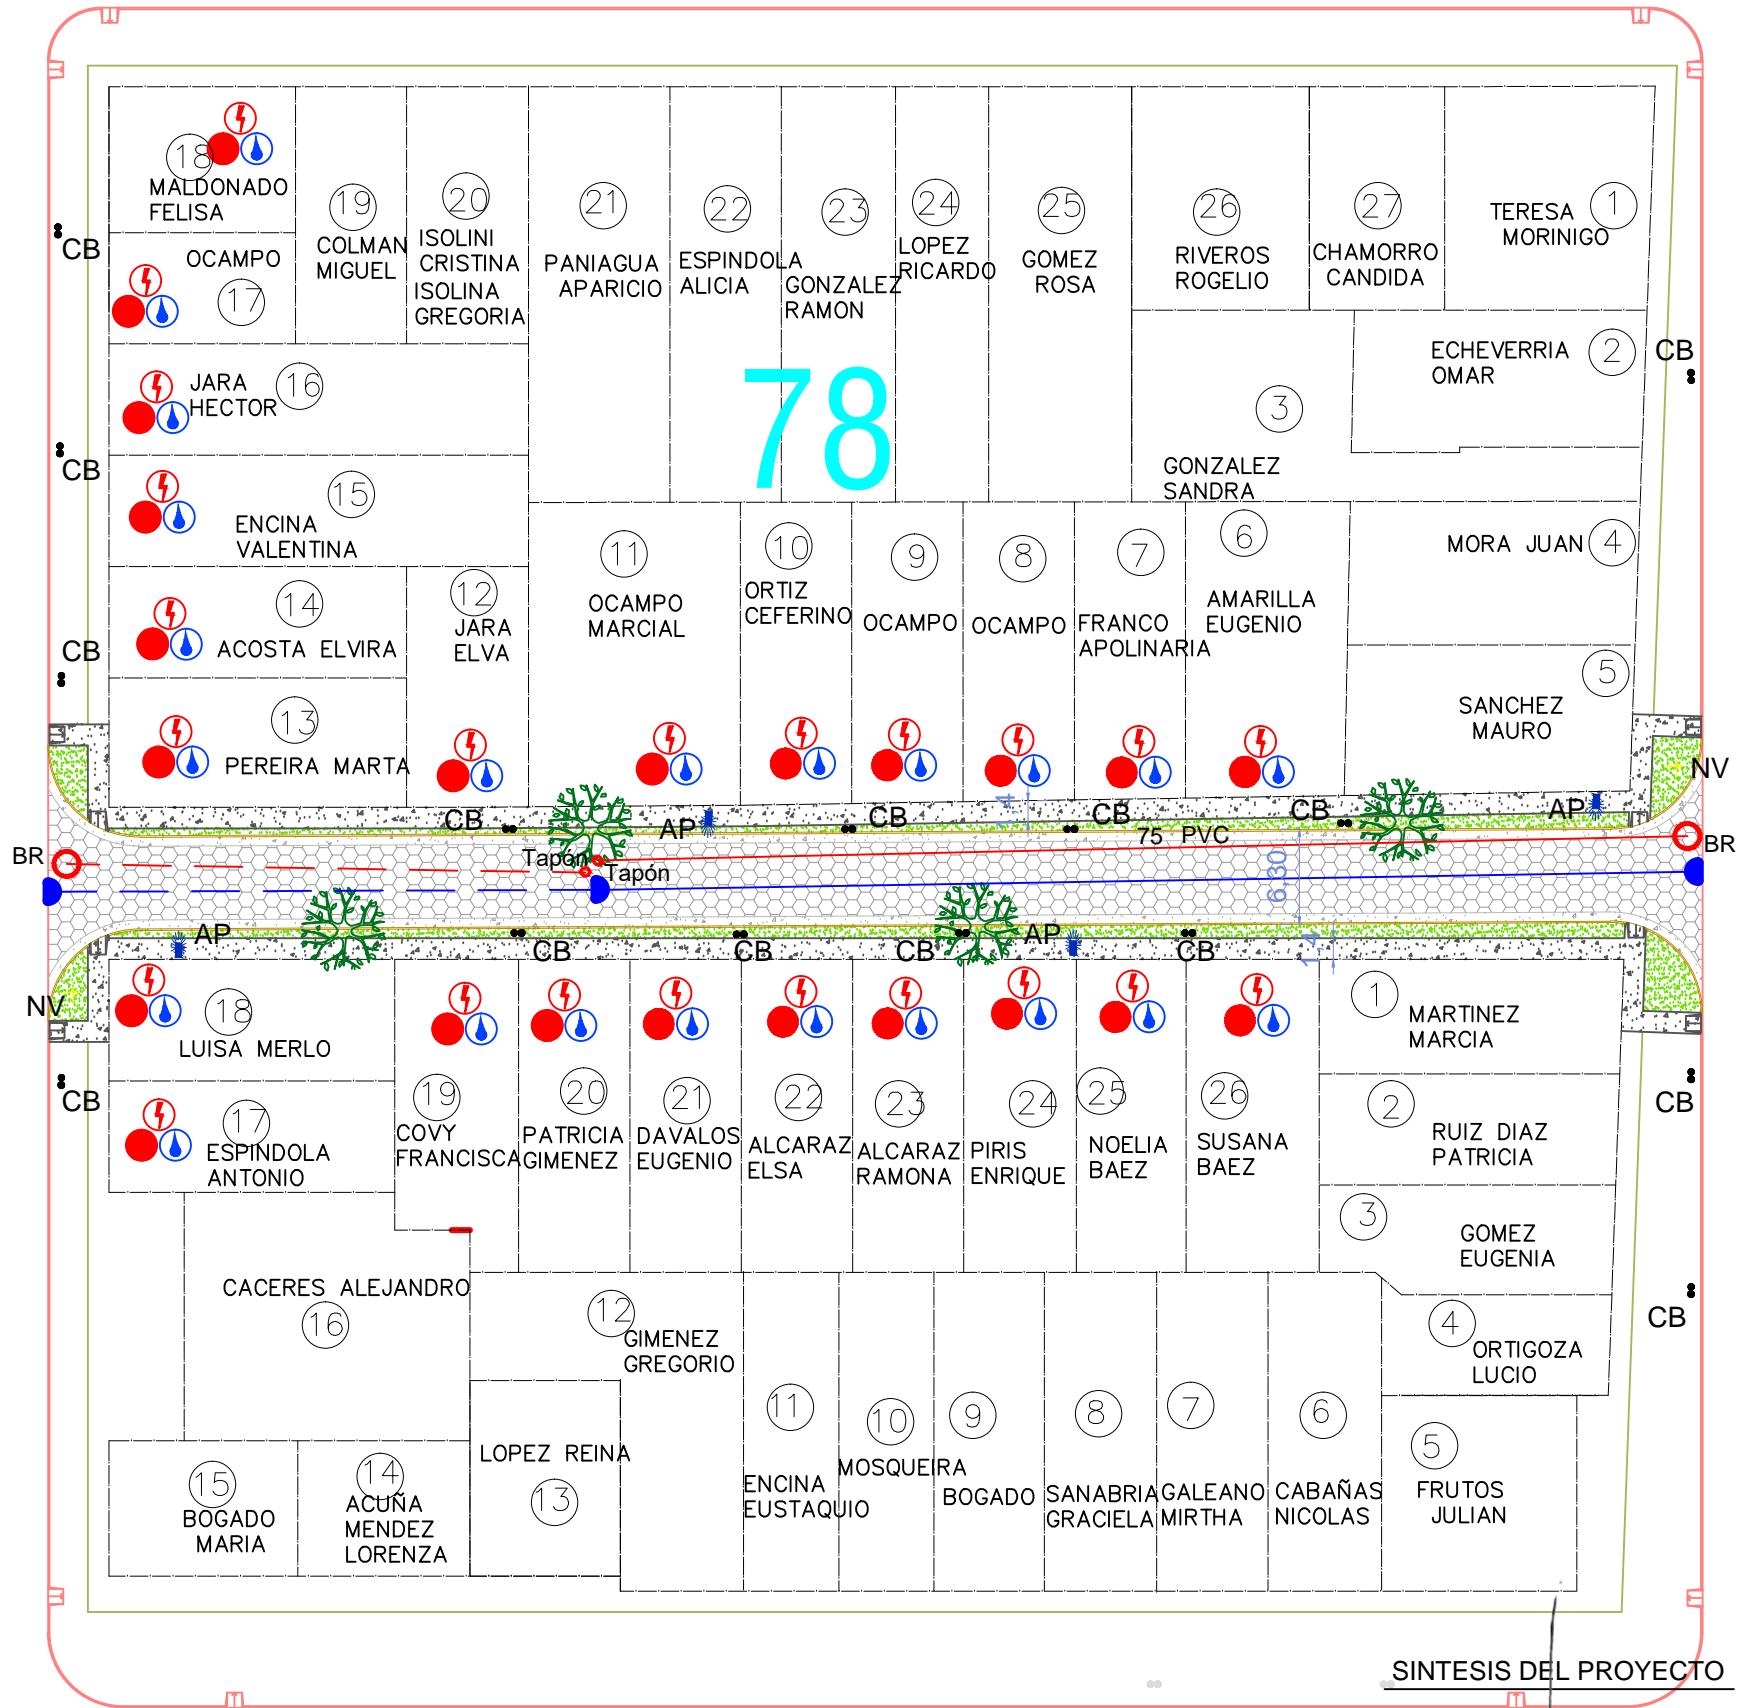 18
MALDONADO
FELISA
CB
OCAMPO
17
19
COLMAN
MIGUEL
20
ISOLINI
CRISTINA
ISOLINA
GREGORIA
21
PANIAGUA
APARICIO
22
ESPINDOLA
ALICIA
23
GONZALEZ
RAMON
24
LOPEZ
RICARDO
25
GOMEZ
ROSA
26
RIVEROS
ROGELIO
27
CHAMORRO
CANDIDA
1
TERESA
MORINIGO
ECHEVERRIA
OMAR
2
CB
JARA
HECTOR
16
78
3
GONZALEZ
SANDRA
CB
15
ENCINA
VALENTINA
MORA JUAN
4
14
ACOSTA ELVIRA
CB
12
JARA
ELVA
11
OCAMPO
MARCIAL
10
ORTIZ
CEFERINO
9
OCAMPO
8
OCAMPO
7
FRANCO
APOLINARIA
6
AMARILLA
EUGENIO
5
SANCHEZ
MAURO
13
PEREIRA MARTA
NV
CB
AP
CB
1,4
CB
CB
AP
75 PVC
BR
Tapón
Tapón
BR
6,30
AP
CB
CB
CB
AP
CB
1,4
NV
18
LUISA MERLO
CB
17
ESPINDOLA
ANTONIO
19
COVY
FRANCISCA
20
PATRICIA
GIMENEZ
21
DAVALOS
EUGENIO
22
ALCARAZ
ELSA
23
ALCARAZ
RAMONA
24
PIRIS
ENRIQUE
25
NOELIA
BAEZ
26
SUSANA
BAEZ
1
MARTINEZ
MARCIA
2
RUIZ DIAZ
PATRICIA
CB
3
GOMEZ
EUGENIA
CB
4
ORTIGOZA
LUCIO
CACERES ALEJANDRO
16
12
GIMENEZ
GREGORIO
LOPEZ REINA
13
11
ENCINA
EUSTAQUIO
10
MOSQUEIRA
9
BOGADO
8
SANABRIA
GRACIELA
7
GALEANO
MIRTHA
6
CABAÑAS
NICOLAS
5
FRUTOS
JULIAN
15
BOGADO
MARIA
14
ACUÑA
MENDEZ
LORENZA
SINTESIS DEL PROYECTO